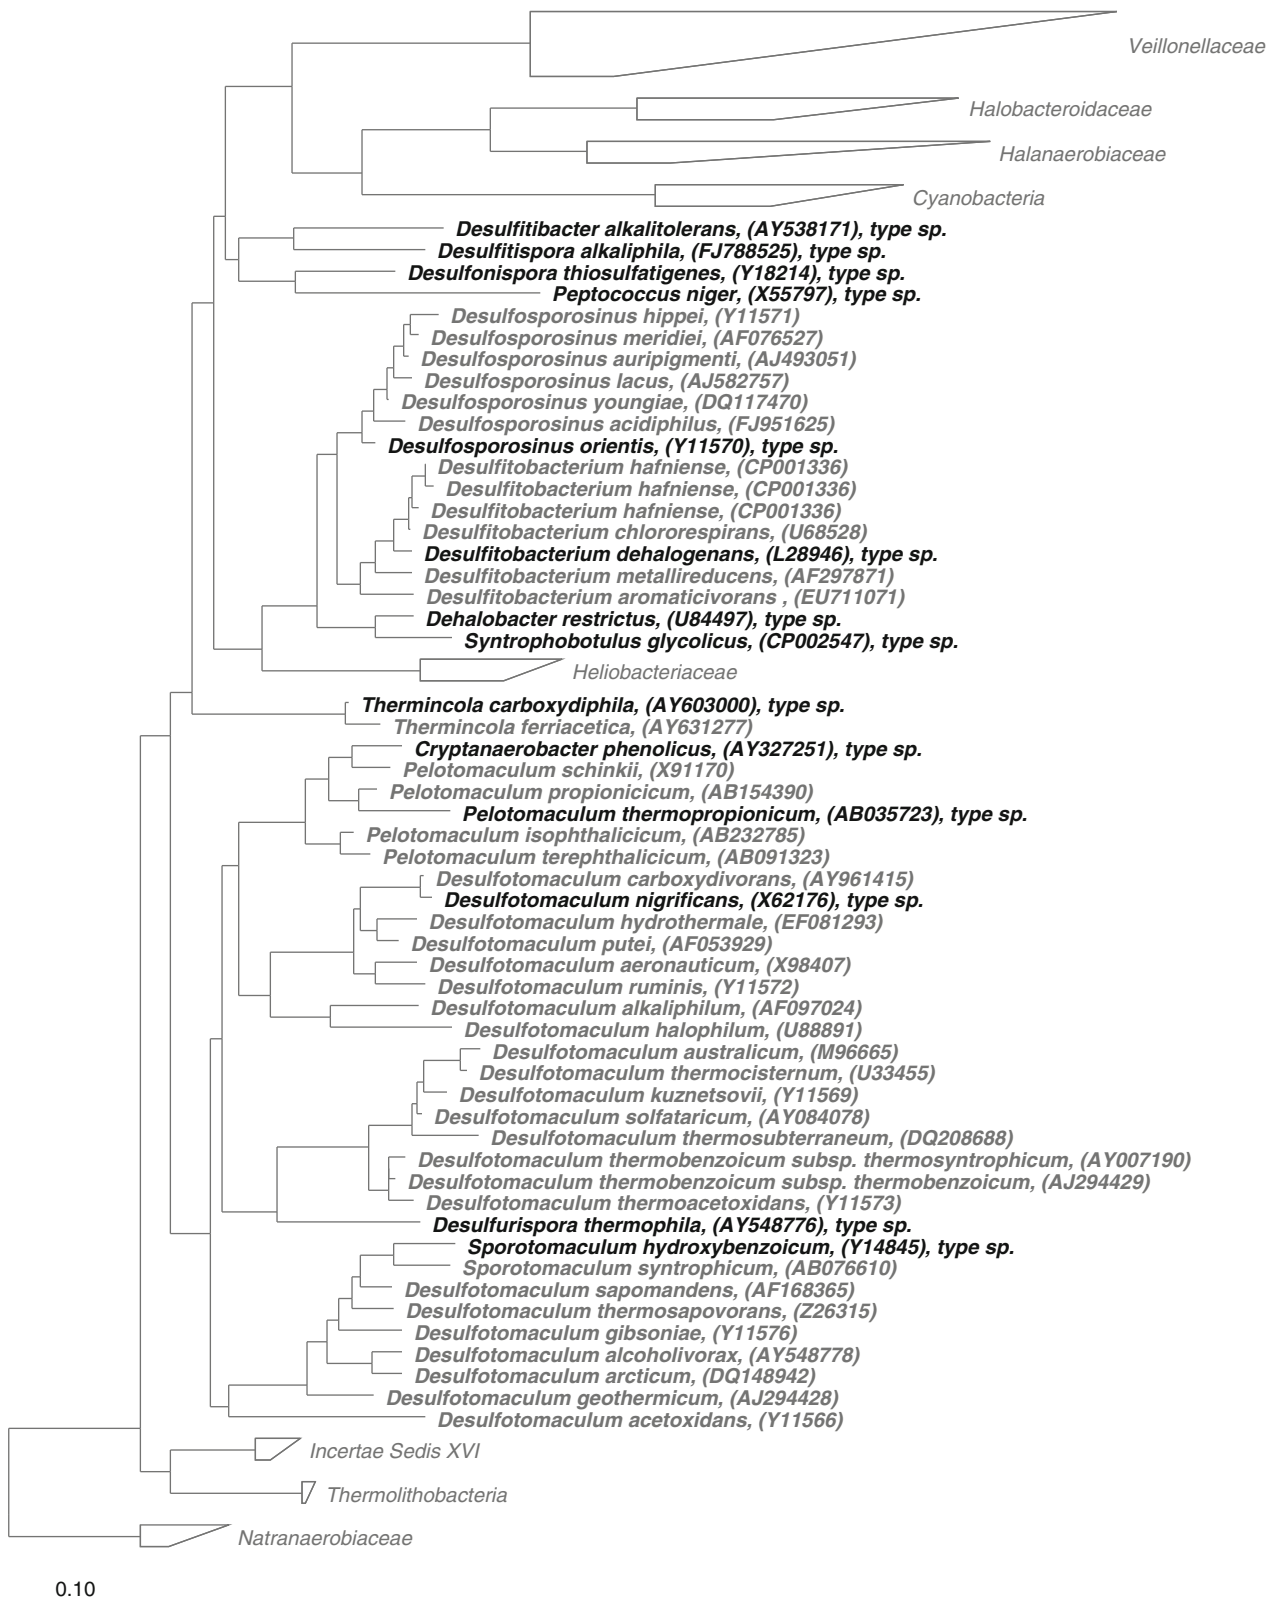 Veillonellaceae
Halobacteroidaceae
Halanaerobiaceae
Cyanobacteria
Desulfitibacter alkalitolerans, (AY538171), type sp.
Desulfitispora alkaliphila, (FJ788525), type sp.
Desulfonispora thiosulfatigenes, (Y18214), type sp.
Peptococcus niger, (X55797), type sp.
Desulfosporosinus hippei, (Y11571)
Desulfosporosinus meridiei, (AF076527)
Desulfosporosinus auripigmenti, (AJ493051)
Desulfosporosinus lacus, (AJ582757)
Desulfosporosinus youngiae, (DQ117470)
Desulfosporosinus acidiphilus, (FJ951625)
Desulfosporosinus orientis, (Y11570), type sp.
Desulfitobacterium hafniense, (CP001336)
Desulfitobacterium hafniense, (CP001336)
Desulfitobacterium hafniense, (CP001336)
Desulfitobacterium chlororespirans, (U68528)
Desulfitobacterium dehalogenans, (L28946), type sp.
Desulfitobacterium metallireducens, (AF297871)
Desulfitobacterium aromaticivorans , (EU711071)
Dehalobacter restrictus, (U84497), type sp.
Syntrophobotulus glycolicus, (CP002547), type sp.
Heliobacteriaceae
Thermincola carboxydiphila, (AY603000), type sp.
Thermincola ferriacetica, (AY631277)
Cryptanaerobacter phenolicus, (AY327251), type sp.
Pelotomaculum schinkii, (X91170)
Pelotomaculum propionicicum, (AB154390)
Pelotomaculum thermopropionicum, (AB035723), type sp.
Pelotomaculum isophthalicicum, (AB232785)
Pelotomaculum terephthalicicum, (AB091323)
Desulfotomaculum carboxydivorans, (AY961415)
Desulfotomaculum nigrificans, (X62176), type sp.
Desulfotomaculum hydrothermale, (EF081293)
Desulfotomaculum putei, (AF053929)
Desulfotomaculum aeronauticum, (X98407)
Desulfotomaculum ruminis, (Y11572)
Desulfotomaculum alkaliphilum, (AF097024)
Desulfotomaculum halophilum, (U88891)
Desulfotomaculum australicum, (M96665)
Desulfotomaculum thermocisternum, (U33455)
Desulfotomaculum kuznetsovii, (Y11569)
Desulfotomaculum solfataricum, (AY084078)
Desulfotomaculum thermosubterraneum, (DQ208688)
Desulfotomaculum thermobenzoicum subsp. thermosyntrophicum, (AY007190)
Desulfotomaculum thermobenzoicum subsp. thermobenzoicum, (AJ294429)
Desulfotomaculum thermoacetoxidans, (Y11573)
Desulfurispora thermophila, (AY548776), type sp.
Sporotomaculum hydroxybenzoicum, (Y14845), type sp.
Sporotomaculum syntrophicum, (AB076610)
Desulfotomaculum sapomandens, (AF168365)
Desulfotomaculum thermosapovorans, (Z26315)
Desulfotomaculum gibsoniae, (Y11576)
Desulfotomaculum alcoholivorax, (AY548778)
Desulfotomaculum arcticum, (DQ148942)
Desulfotomaculum geothermicum, (AJ294428)
Desulfotomaculum acetoxidans, (Y11566)
Incertae Sedis XVI
Thermolithobacteria
Natranaerobiaceae
0.10